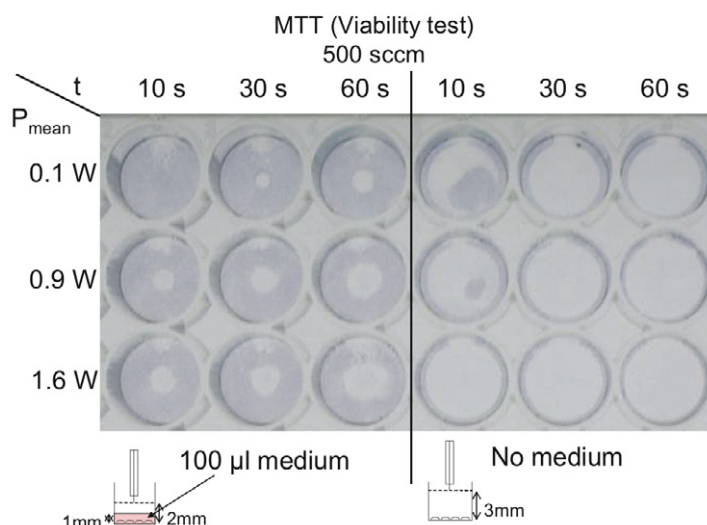 MTT (Viability test)
500 sccm
t 10 s 30 s 60 s 10 s 30 s 60 s
Pmean
0.1 W
0.9 W
1.6 W
100 µl medium No medium
1mm 2mm 3mm